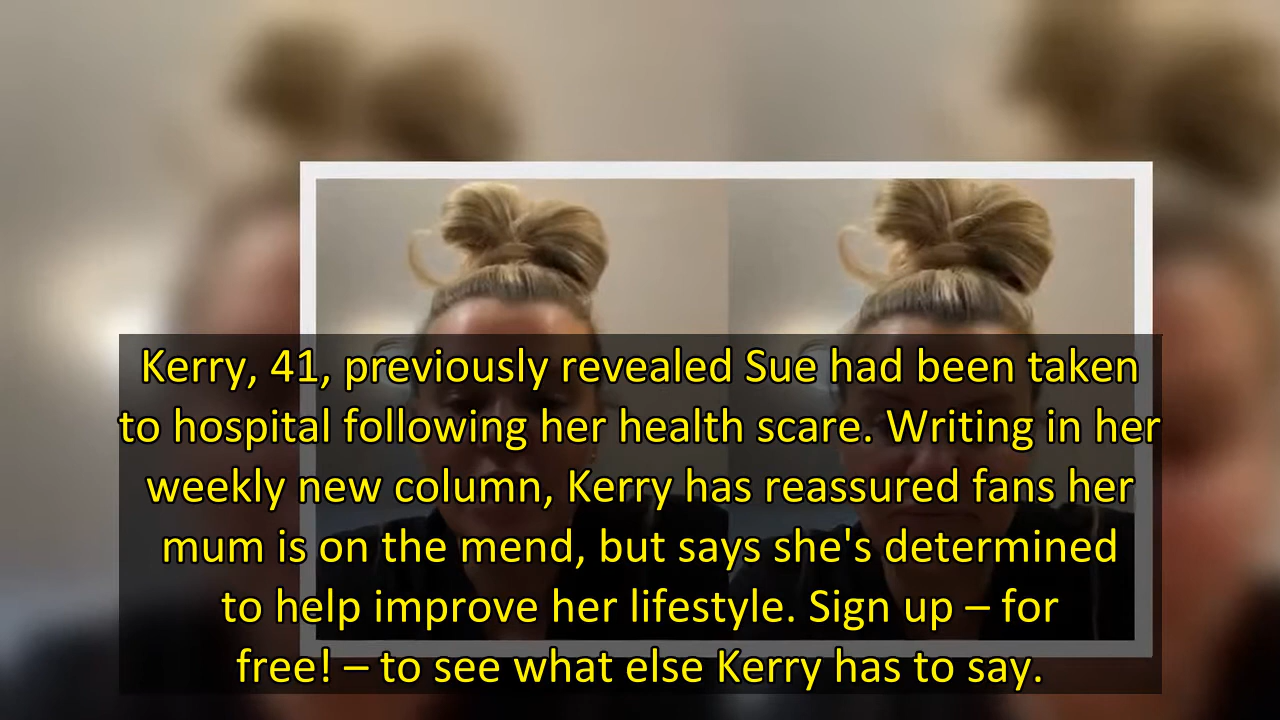 Kerry, 41, previously revealed Sue had been taken
to hospital following her health scare. Writing in her
weekly new column, Kerry has reassured fans her
mum is on the mend, but says she's determined
to help improve her lifestyle. Sign up – for
free! – to see what else Kerry has to say.